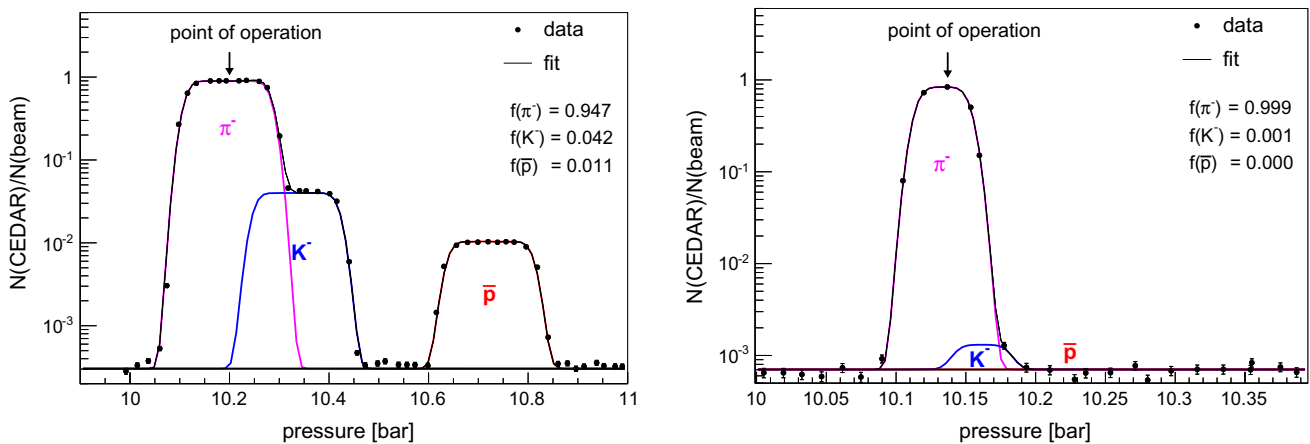 point of operation
data
fit
f(π⁻) = 0.947
f(K⁻) = 0.042
f(p̅) = 0.011
π⁻
K⁻
p̅
N(CEDAR)/N(beam)
1
10⁻¹
10⁻²
10⁻³
10 10.2 10.4 10.6 10.8 11
pressure [bar]
point of operation
data
fit
f(π⁻) = 0.999
f(K⁻) = 0.001
f(p̅) = 0.000
π⁻
K⁻
p̅
N(CEDAR)/N(beam)
1
10⁻¹
10⁻²
10⁻³
10 10.05 10.1 10.15 10.2 10.25 10.3 10.35
pressure [bar]